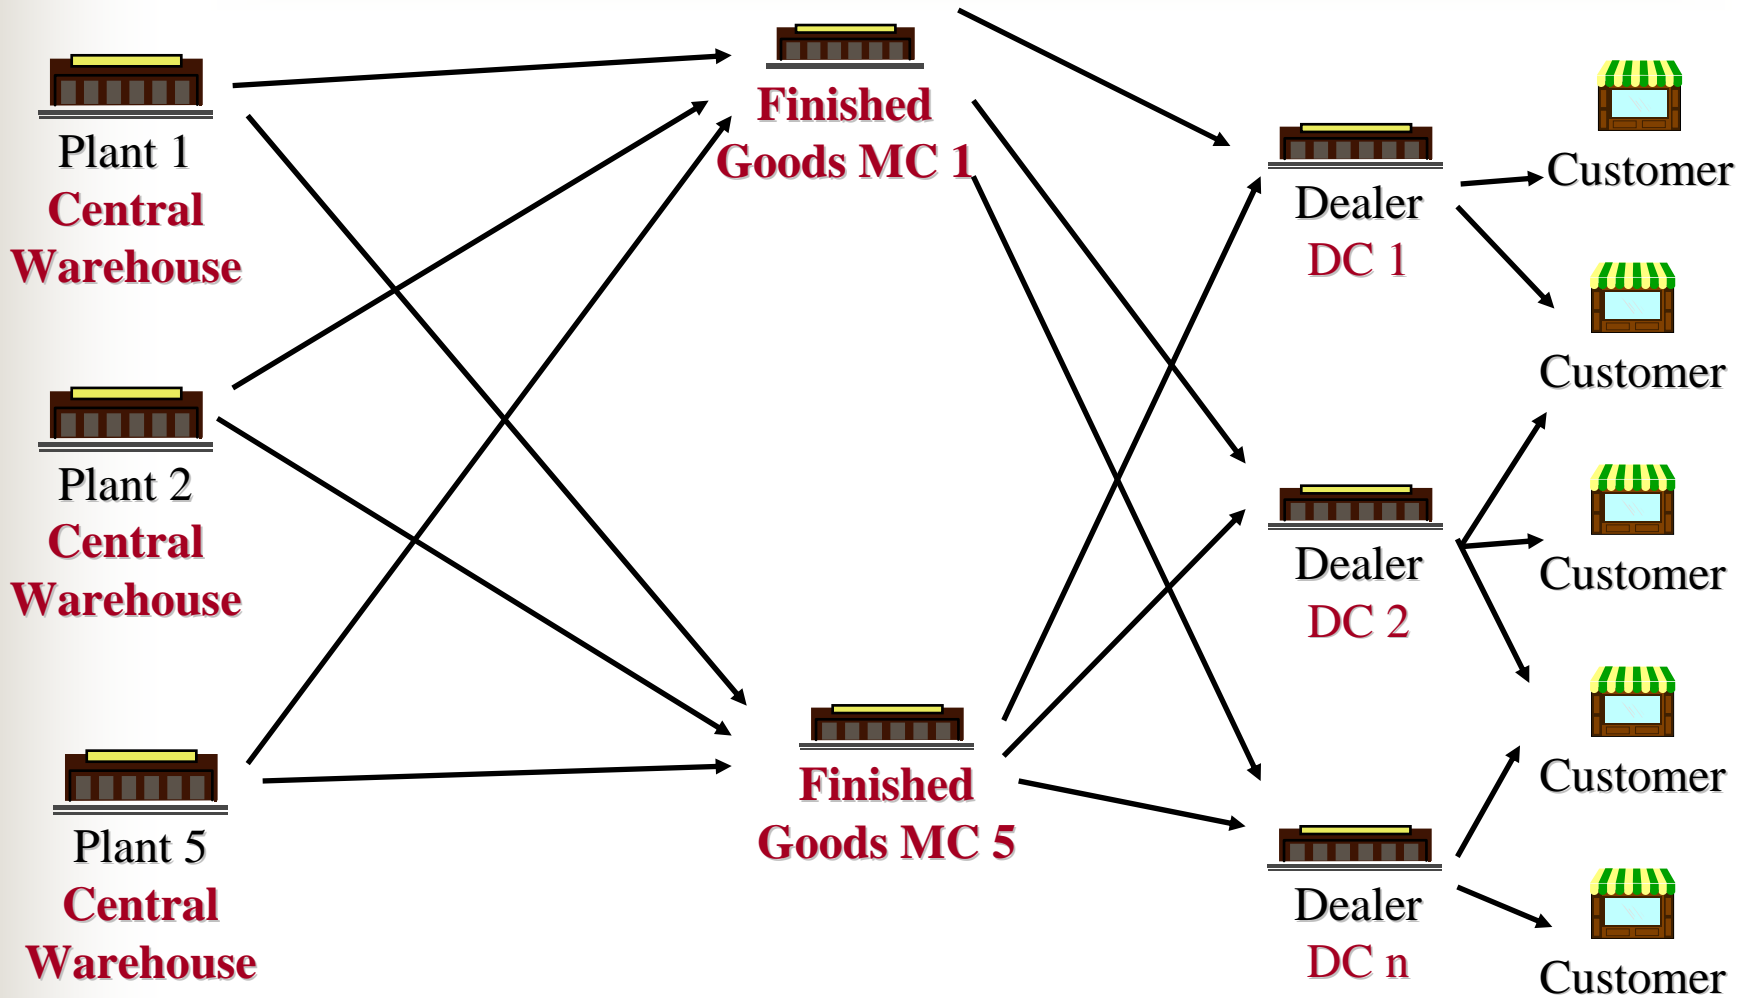 Plant 1
Central
Warehouse
Plant 2
Central
Warehouse
Plant 5
Central
Warehouse
Finished
Goods MC 1
Finished
Goods MC 5
Dealer
DC 1
Dealer
DC 2
Dealer
DC n
Customer
Customer
Customer
Customer
Customer